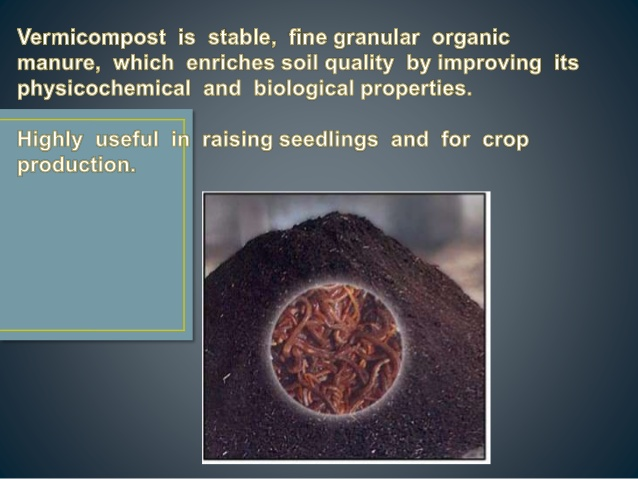 Vermicompost is stable, fine granular organic
manure, which enriches soil quality by improving its
physicochemical and biological properties.
Highly useful in raising seedlings and for crop
production.